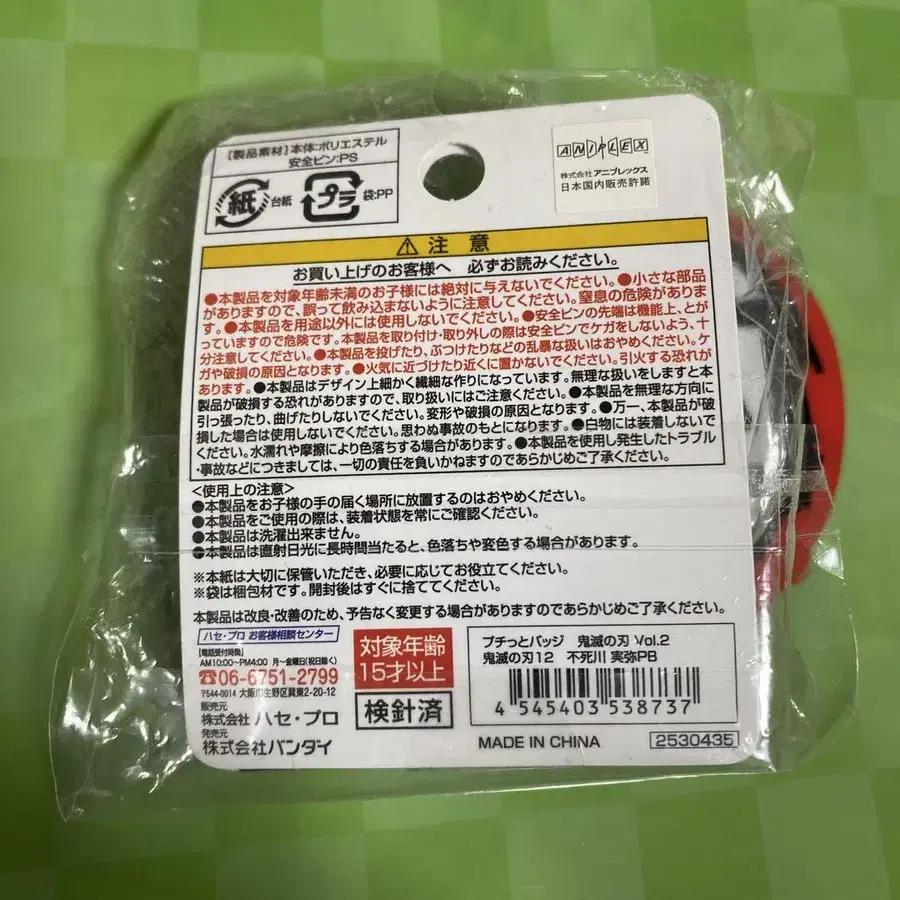 [製品素材]本体:ポリエステル
安全ピン:PS
紙 台紙
プラ 袋:PP
ANIPLEX
株式会社 アニプレックス
日本国内販売許諾
⚠注 意
お買い上げのお客様へ 必ずお読みください。
●本製品を対象年齢未満のお子様には絶対に与えないでください。●小さな部品
がありますので、誤って飲み込まないように注意してください。窒息の危険がありま
す。●本製品を用途以外には使用しないでください。●安全ピンの先端は機能上、とが
っていますので危険です。本製品を取り付け・取り外しの際は安全ピンでケガをしないよう、十
分注意してください。●本製品を投げたり、ぶつけたりなどの乱暴な扱いはおやめください。ケ
ガや破損の原因となります。●火気に近づけたり近くに置かないでください。引火する恐れが
あります。●本製品はデザイン上細かく繊細な作りになっています。無理な扱いをしますと本
製品が破損する恐れがありますので、取り扱いにはご注意ください。●本製品を無理な方向に
引っ張ったり、曲げたりしないでください。変形や破損の原因となります。●万一、本製品が破
損した場合は使用しないでください。思わぬ事故のもとになります。●白物には装着しないで
ください。水濡れや摩擦により色落ちする場合があります。●本製品を使用し発生したトラブル
・事故などにつきましては、一切の責任を負いかねますのであらかじめご了承ください。
<使用上の注意>
●本製品をお子様の手の届く場所に放置するのはおやめください。
●本製品をご使用の際は、装着状態を常にご確認ください。
●本製品は洗濯出来ません。
●本製品は直射日光に長時間当たると、色落ちや変色する場合があります。
※本紙は大切に保管いただき、必要に応じてお役立てください。
※袋は梱包材です。開封後はすぐに捨ててください。
本製品は改良・改善のため、予告なく変更する場合がありますのであらかじめご了承ください。
ハセ・プロ お客様相談センター
【電話受付時間】
AM10:00~PM4:00 月~金曜日(祝日除く)
☎06-6751-2799
〒544-0014 大阪市生野区巽東2-20-12
販売元
株式会社 ハセ・プロ
発売元
株式会社バンダイ
対象年齢
15才以上
検針済
プチっとバッジ 鬼滅の刃 Vol.2
鬼滅の刃12 不死川 実弥PB
4 545403 538737
MADE IN CHINA
2530435